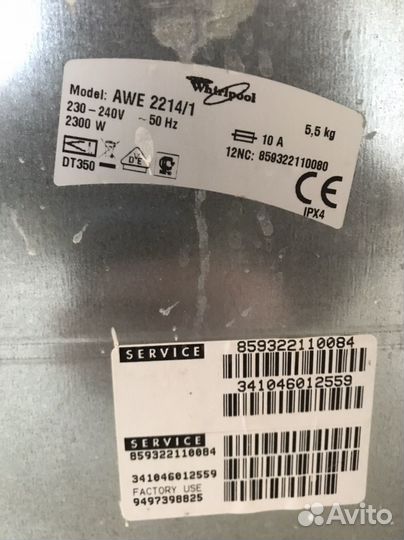 Whirlpool
Model: AWE 2214/1
230-240V ~50 Hz
2300 W
5,5 kg
10 A
12NC: 859322110080
DT350
D'E
CE
IPX4
SERVICE 859322110084
341046012559
SERVICE
859322110084
341046012559
FACTORY USE
9497398825
Avito